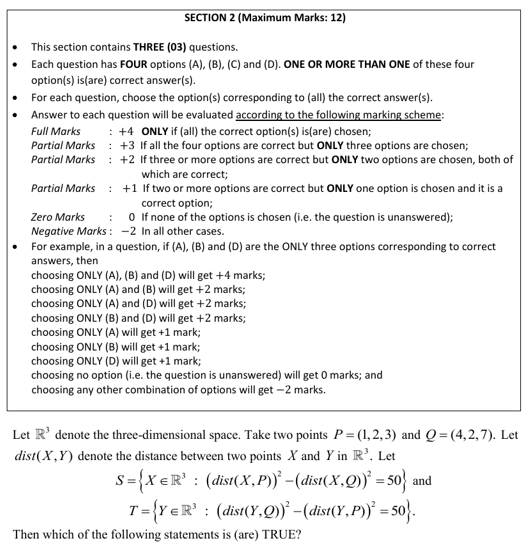 SECTION 2 (Maximum Marks: 12)
• This section contains THREE (03) questions.
• Each question has FOUR options (A), (B), (C) and (D). ONE OR MORE THAN ONE of these four
option(s) is(are) correct answer(s).
• For each question, choose the option(s) corresponding to (all) the correct answer(s).
• Answer to each question will be evaluated according to the following marking scheme:
Full Marks : +4 ONLY if (all) the correct option(s) is(are) chosen;
Partial Marks : +3 If all the four options are correct but ONLY three options are chosen;
Partial Marks : +2 If three or more options are correct but ONLY two options are chosen, both of
which are correct;
Partial Marks : +1 If two or more options are correct but ONLY one option is chosen and it is a
correct option;
Zero Marks : 0 If none of the options is chosen (i.e. the question is unanswered);
Negative Marks : −2 In all other cases.
• For example, in a question, if (A), (B) and (D) are the ONLY three options corresponding to correct
answers, then
choosing ONLY (A), (B) and (D) will get +4 marks;
choosing ONLY (A) and (B) will get +2 marks;
choosing ONLY (A) and (D) will get +2 marks;
choosing ONLY (B) and (D) will get +2 marks;
choosing ONLY (A) will get +1 mark;
choosing ONLY (B) will get +1 mark;
choosing ONLY (D) will get +1 mark;
choosing no option (i.e. the question is unanswered) will get 0 marks; and
choosing any other combination of options will get −2 marks.
Let ℝ³ denote the three-dimensional space. Take two points P = (1, 2, 3) and Q = (4, 2, 7). Let
dist(X, Y) denote the distance between two points X and Y in ℝ³. Let
S = {X ∈ ℝ³ : (dist(X, P))² − (dist(X, Q))² = 50} and
T = {Y ∈ ℝ³ : (dist(Y, Q))² − (dist(Y, P))² = 50}.
Then which of the following statements is (are) TRUE?